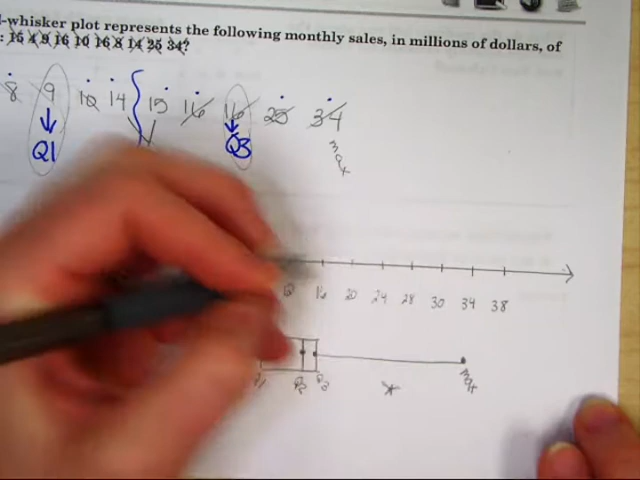 -whisker plot represents the following monthly sales, in millions of dollars, of
: 15 4 9 16 10 16 8 14 25 34?
8 9 10 14 15 16 16 25 34
Q1 Q3 max
12 16 20 24 28 30 34 38
Q2 Q3 max